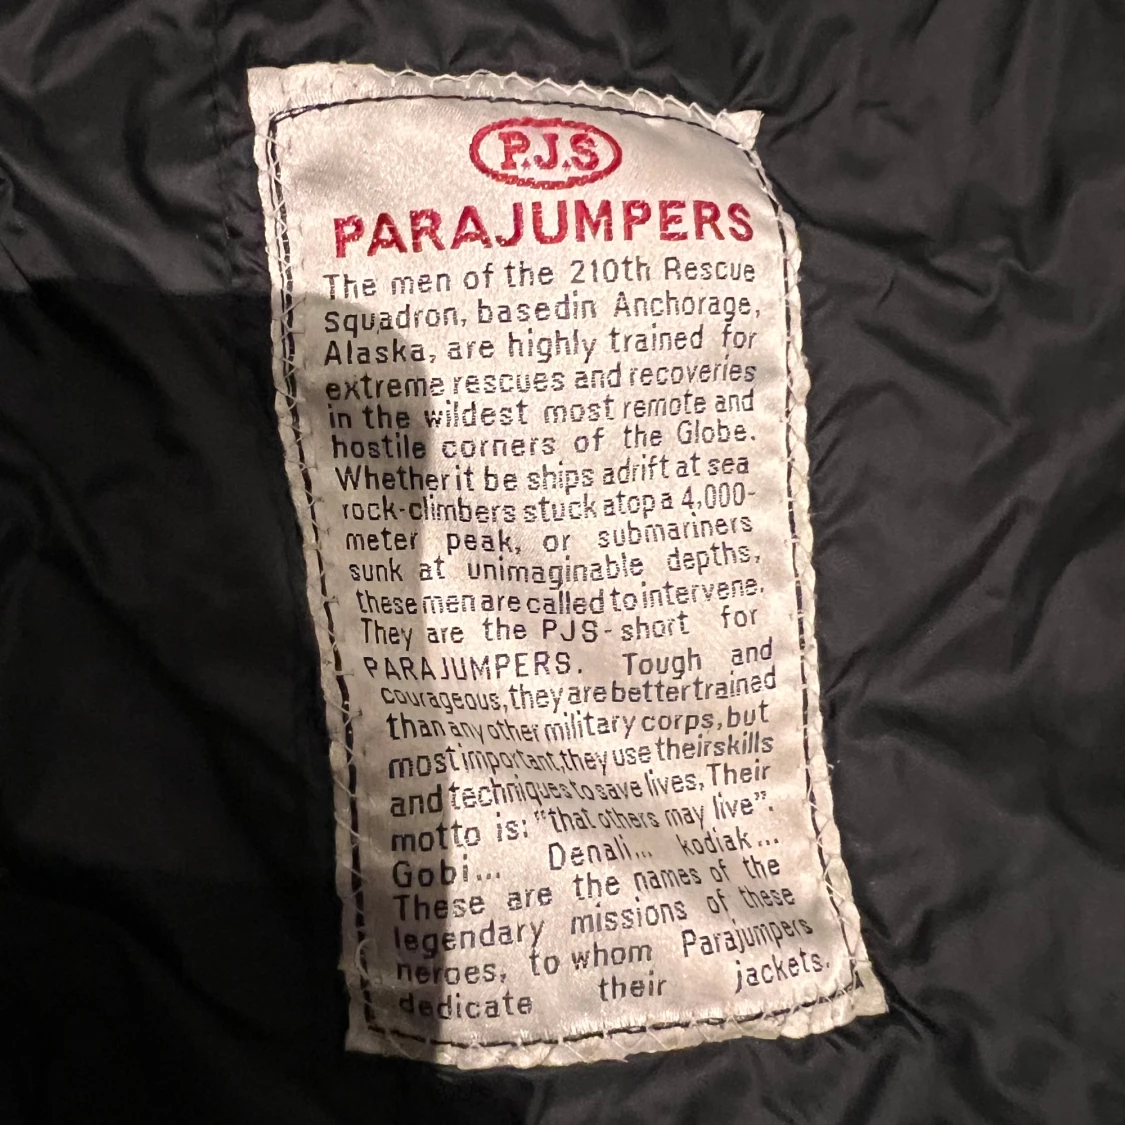 P.J.S
PARAJUMPERS
The men of the 210th Rescue
Squadron, basedin Anchorage,
Alaska, are highly trained for
extreme rescues and recoveries
in the wildest most remote and
hostile corners of the Globe.
Whether it be ships adrift at sea
rock-climbers stuck atop a 4,000-
meter peak, or submariners
sunk at unimaginable depths,
these men are called to intervene.
They are the PJS-short for
PARAJUMPERS. Tough and
courageous, they are better trained
than any other military corps, but
most important, they use their skills
and techniques to save lives, Their
motto is: "that others may live".
Gobi... Denali... kodiak...
These are the names of the
legendary missions of these
heroes, to whom Parajumpers
dedicate their jackets.